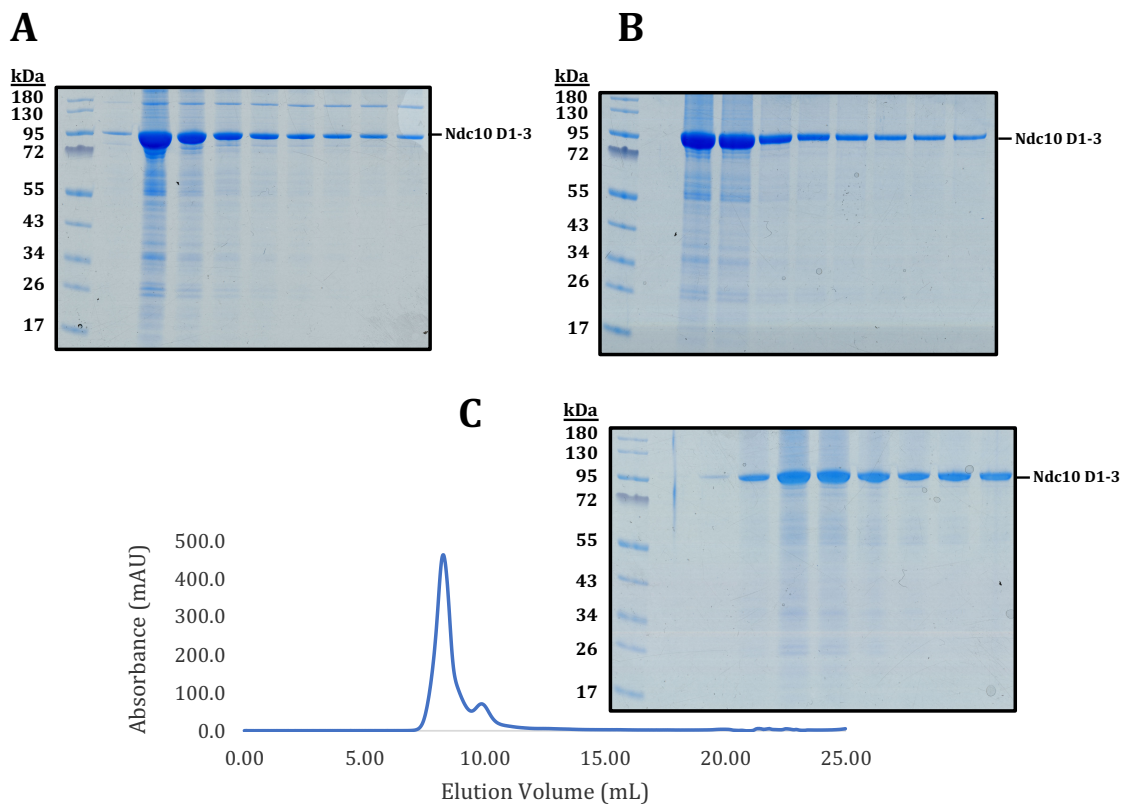 A
kDa
180
130
95
72
55
43
34
26
17
Ndc10 D1-3
B
kDa
180
130
95
72
55
43
34
26
17
Ndc10 D1-3
C
kDa
180
130
95
72
55
43
34
26
17
Ndc10 D1-3
Absorbance (mAU)
500.0
400.0
300.0
200.0
100.0
0.0
0.00 5.00 10.00 15.00 20.00 25.00
Elution Volume (mL)